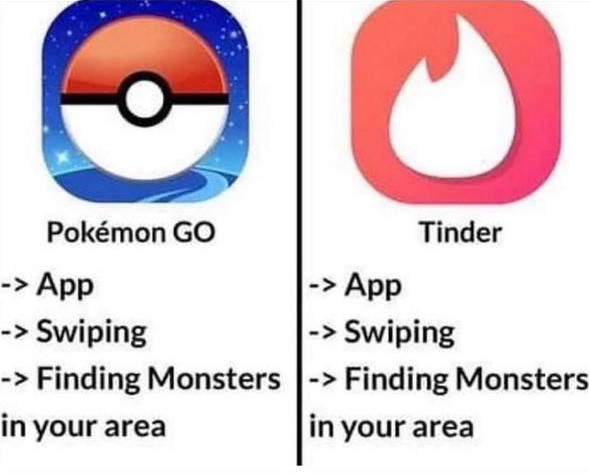 Pokémon GO
-> App
-> Swiping
-> Finding Monsters
in your area
Tinder
-> App
-> Swiping
-> Finding Monsters
in your area